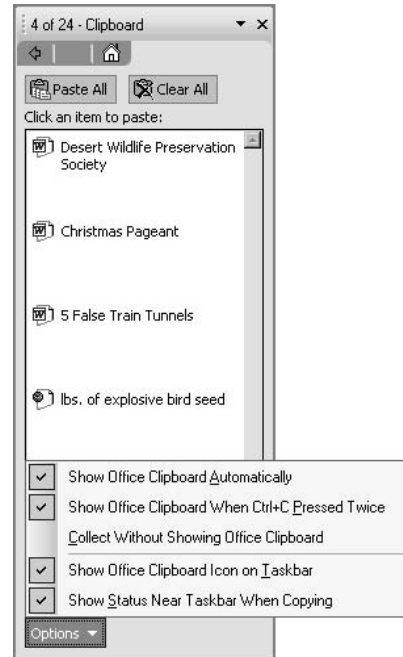 4 of 24 - Clipboard
Paste All Clear All
Click an item to paste:
Desert Wildlife Preservation
Society
Christmas Pageant
5 False Train Tunnels
lbs. of explosive bird seed
Show Office Clipboard Automatically
Show Office Clipboard When Ctrl+C Pressed Twice
Collect Without Showing Office Clipboard
Show Office Clipboard Icon on Taskbar
Show Status Near Taskbar When Copying
Options